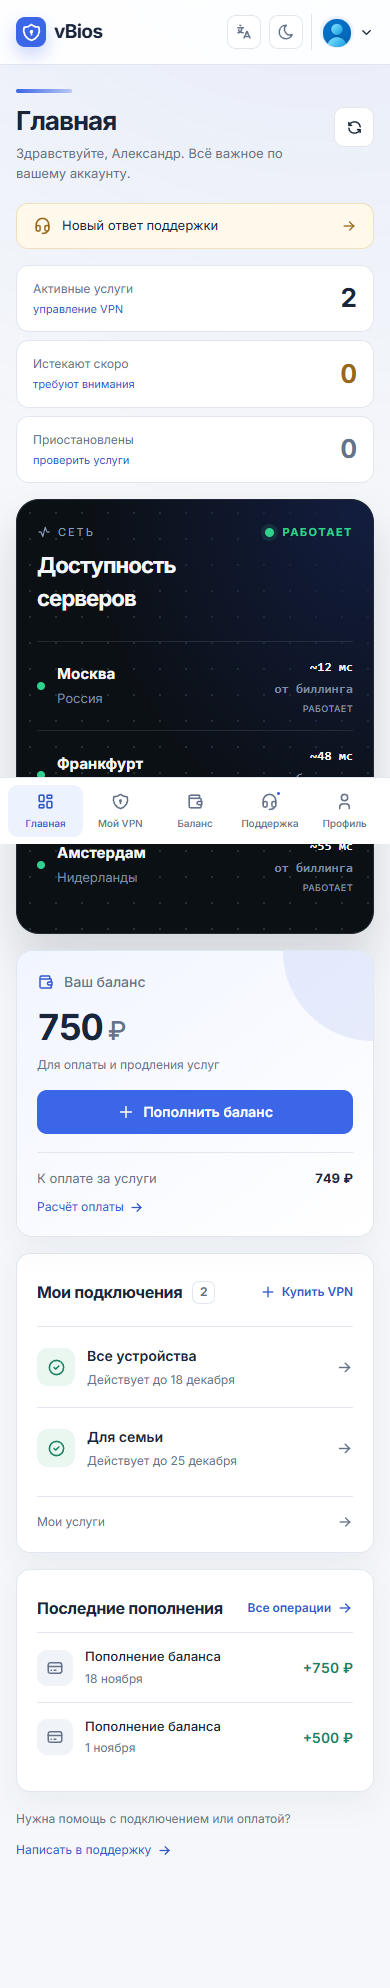 vBios
Главная
Здравствуйте, Александр. Всё важное по
вашему аккаунту.
Новый ответ поддержки
Активные услуги
управление VPN
2
Истекают скоро
требуют внимания
0
Приостановлены
проверить услуги
0
СЕТЬ
РАБОТАЕТ
Доступность
серверов
Москва
Россия
~12 мс
от биллинга
РАБОТАЕТ
Франкфурт
~48 мс
Главная
Мой VPN
Баланс
Поддержка
Профиль
Амстердам
Нидерланды
~55 мс
от биллинга
РАБОТАЕТ
Ваш баланс
750 ₽
Для оплаты и продления услуг
Пополнить баланс
К оплате за услуги
749 ₽
Расчёт оплаты
Мои подключения
2
Купить VPN
Все устройства
Действует до 18 декабря
Для семьи
Действует до 25 декабря
Мои услуги
Последние пополнения
Все операции
Пополнение баланса
18 ноября
+750 ₽
Пополнение баланса
1 ноября
+500 ₽
Нужна помощь с подключением или оплатой?
Написать в поддержку